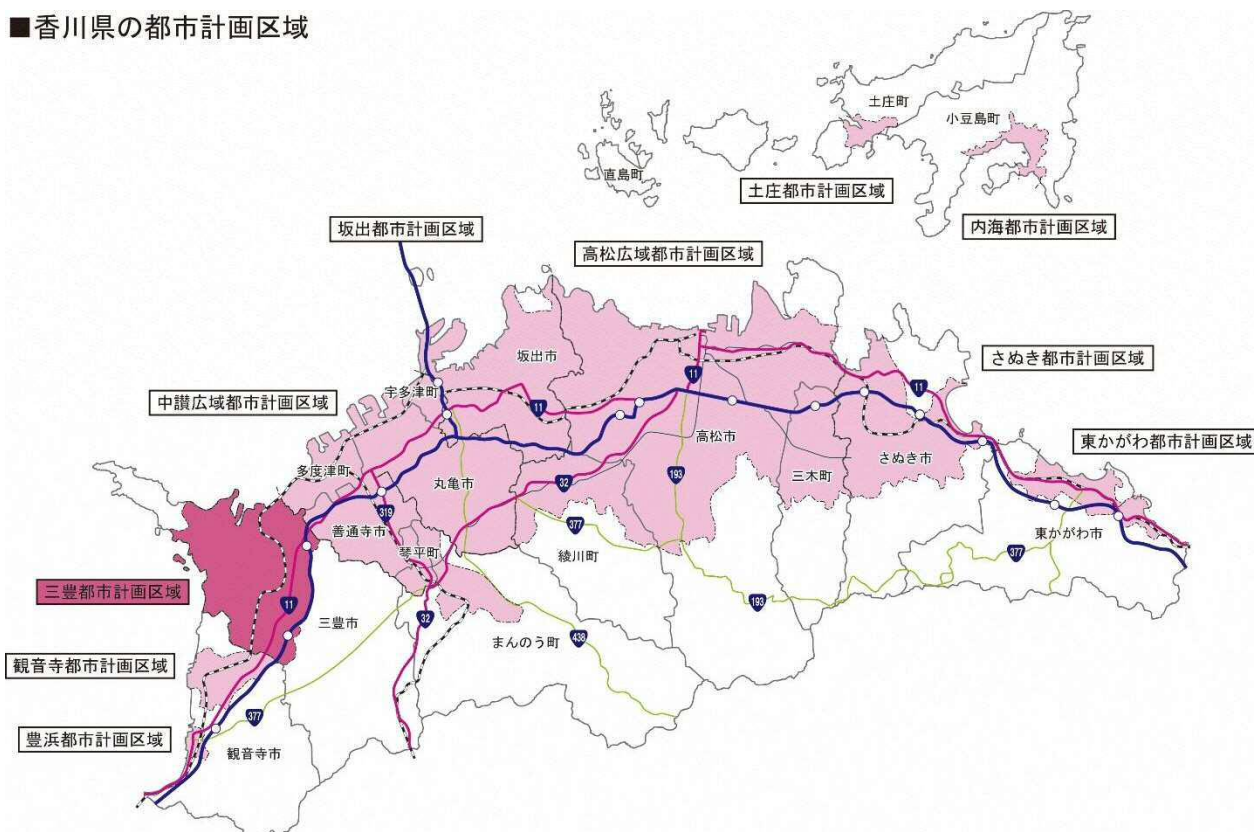 ■香川県の都市計画区域
土庄町
小豆島町
直島町
土庄都市計画区域
内海都市計画区域
坂出都市計画区域
高松広域都市計画区域
坂出市
さぬき都市計画区域
11
11
宇多津町
中讃広域都市計画区域
11
高松市
東かがわ都市計画区域
多度津町
丸亀市
さぬき市
三木町
193
32
319
377
善通寺市
琴平町
綾川町
東かがわ市
377
三豊都市計画区域
11
193
三豊市
32
まんのう町
438
観音寺都市計画区域
377
豊浜都市計画区域
観音寺市